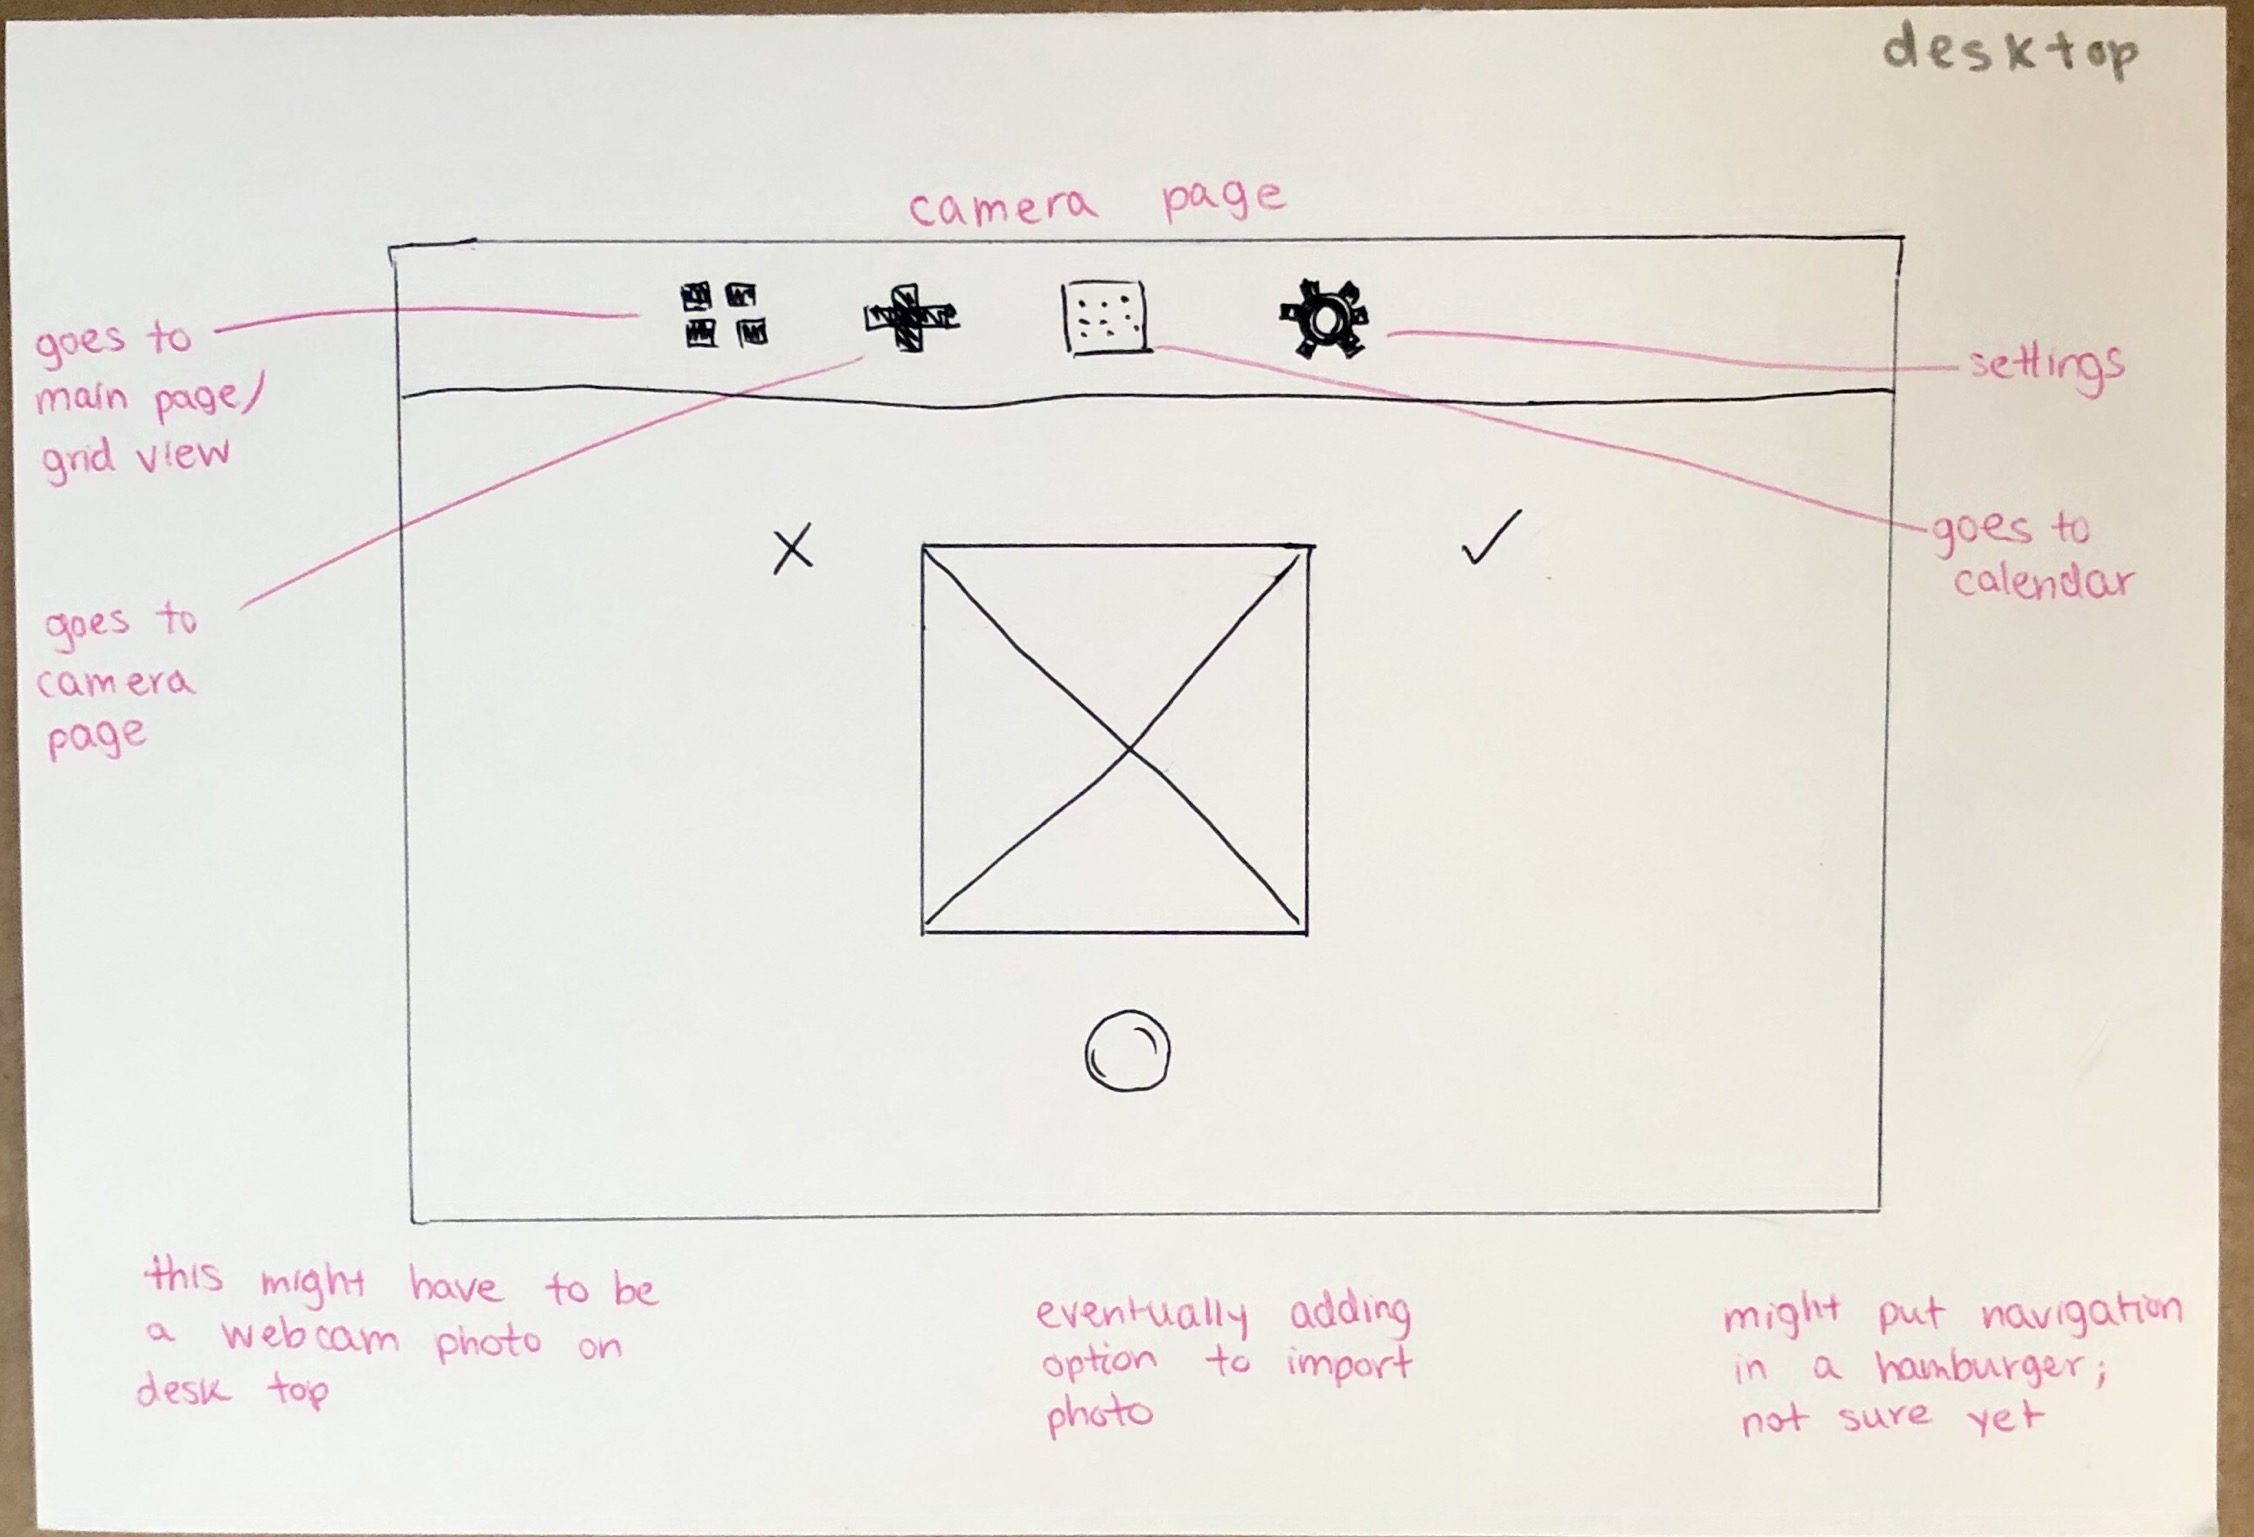 desktop
camera page
goes to
main page/
grid view
settings
goes to
calendar
goes to
camera
page
this might have to be
a webcam photo on
desk top
eventually adding
option to import
photo
might put navigation
in a hamburger;
not sure yet